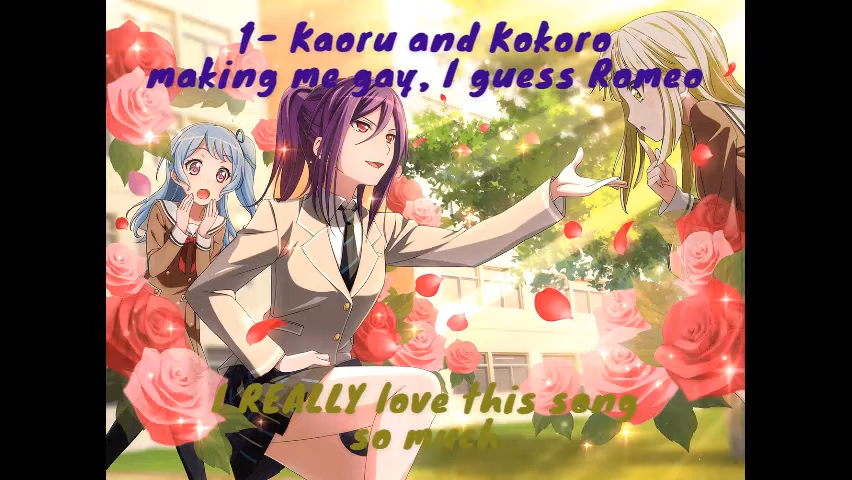 1- Kaoru and Kokoro
making me gay, I guess Romeo
I REALLY love this song
so much